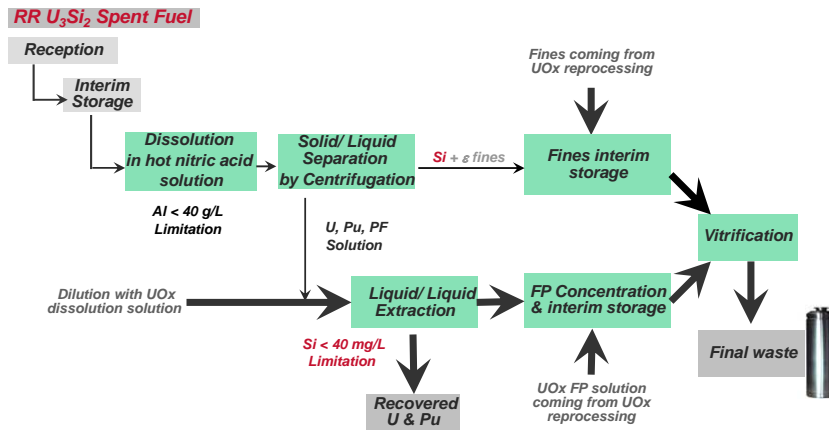 RR U₃Si₂ Spent Fuel
Reception
Interim
Storage
Dissolution
in hot nitric acid
solution
Al < 40 g/L
Limitation
Solid/ Liquid
Separation
by Centrifugation
Si + ε fines
Fines coming from
UOx reprocessing
Fines interim
storage
U, Pu, PF
Solution
Vitrification
Dilution with UOx
dissolution solution
Liquid/ Liquid
Extraction
FP Concentration
& interim storage
Si < 40 mg/L
Limitation
Final waste
Recovered
U & Pu
UOx FP solution
coming from UOx
reprocessing